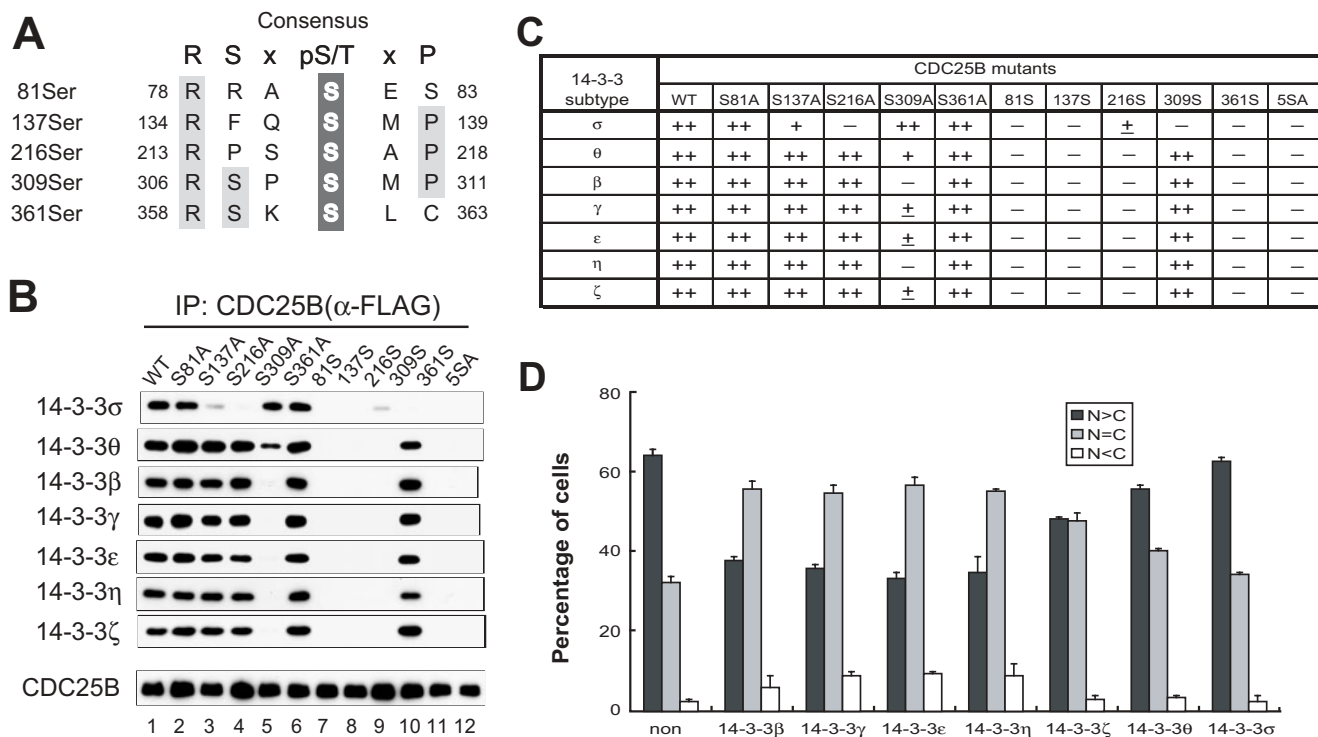 A
Consensus
R S x pS/T x P
81Ser 78 R R A S E S 83
137Ser 134 R F Q S M P 139
216Ser 213 R P S S A P 218
309Ser 306 R S P S M P 311
361Ser 358 R S K S L C 363
B
IP: CDC25B(α-FLAG)
WT S81A S137A S216A S309A S361A 81S 137S 216S 309S 361S 5SA
14-3-3σ
14-3-3θ
14-3-3β
14-3-3γ
14-3-3ε
14-3-3η
14-3-3ζ
CDC25B
1 2 3 4 5 6 7 8 9 10 11 12
C
14-3-3 subtype CDC25B mutants
WT S81A S137A S216A S309A S361A 81S 137S 216S 309S 361S 5SA
σ ++ ++ + − ++ ++ − − ± − − −
θ ++ ++ ++ ++ + ++ − − − ++ − −
β ++ ++ ++ ++ − ++ − − − ++ − −
γ ++ ++ ++ ++ ± ++ − − − ++ − −
ε ++ ++ ++ ++ ± ++ − − − ++ − −
η ++ ++ ++ ++ − ++ − − − ++ − −
ζ ++ ++ ++ ++ ± ++ − − − ++ − −
D
Percentage of cells
80
60
40
20
0
N>C
N=C
N<C
non 14-3-3β 14-3-3γ 14-3-3ε 14-3-3η 14-3-3ζ 14-3-3θ 14-3-3σ